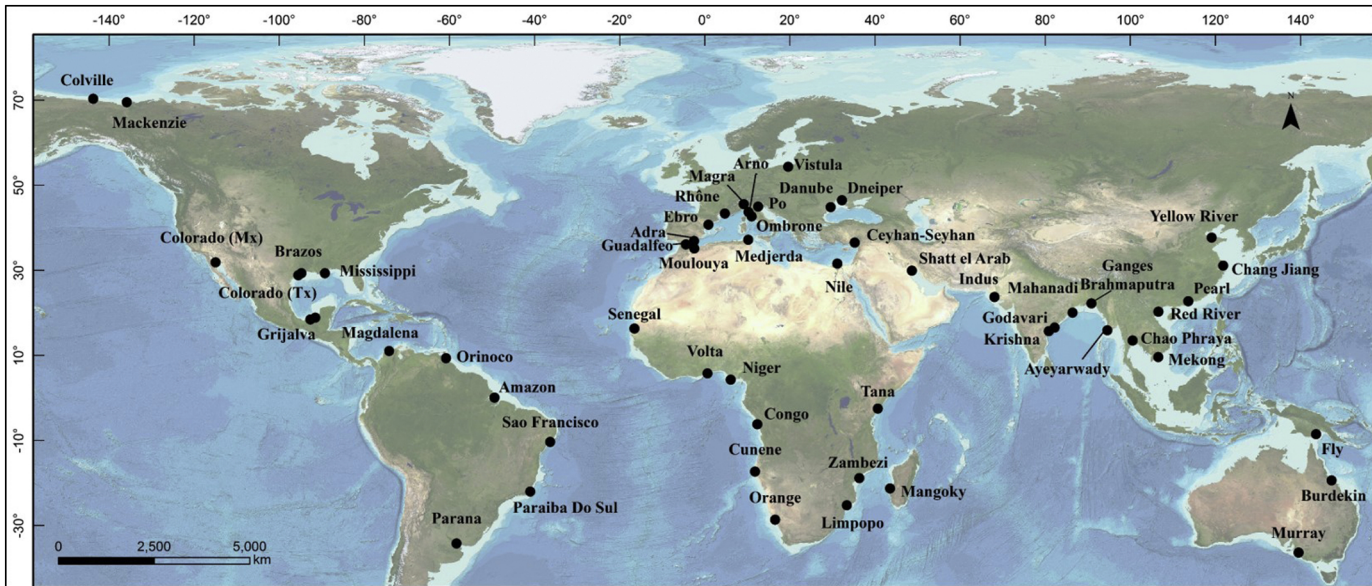 -140° -120° -100° -80° -60° -40° -20° 0 20° 40° 60° 80° 100° 120° 140°
70°
50°
30°
10°
-10°
-30°
N
Colville
Mackenzie
Arno
Vistula
Magra
Rhône
Danube
Dneiper
Po
Ebro
Ombrone
Adra
Guadalfeo
Moulouya
Medjerda
Ceyhan-Seyhan
Yellow River
Colorado (Mx)
Brazos
Mississippi
Colorado (Tx)
Shatt el Arab
Nile
Indus
Mahanadi
Ganges
Brahmaputra
Chang Jiang
Pearl
Grijalva
Magdalena
Senegal
Godavari
Krishna
Red River
Chao Phraya
Orinoco
Volta
Niger
Ayeyarwady
Mekong
Amazon
Tana
Sao Francisco
Congo
Fly
Cunene
Zambezi
Mangoky
Burdekin
Paraiba Do Sul
Orange
Limpopo
Parana
Murray
0 2,500 5,000
km